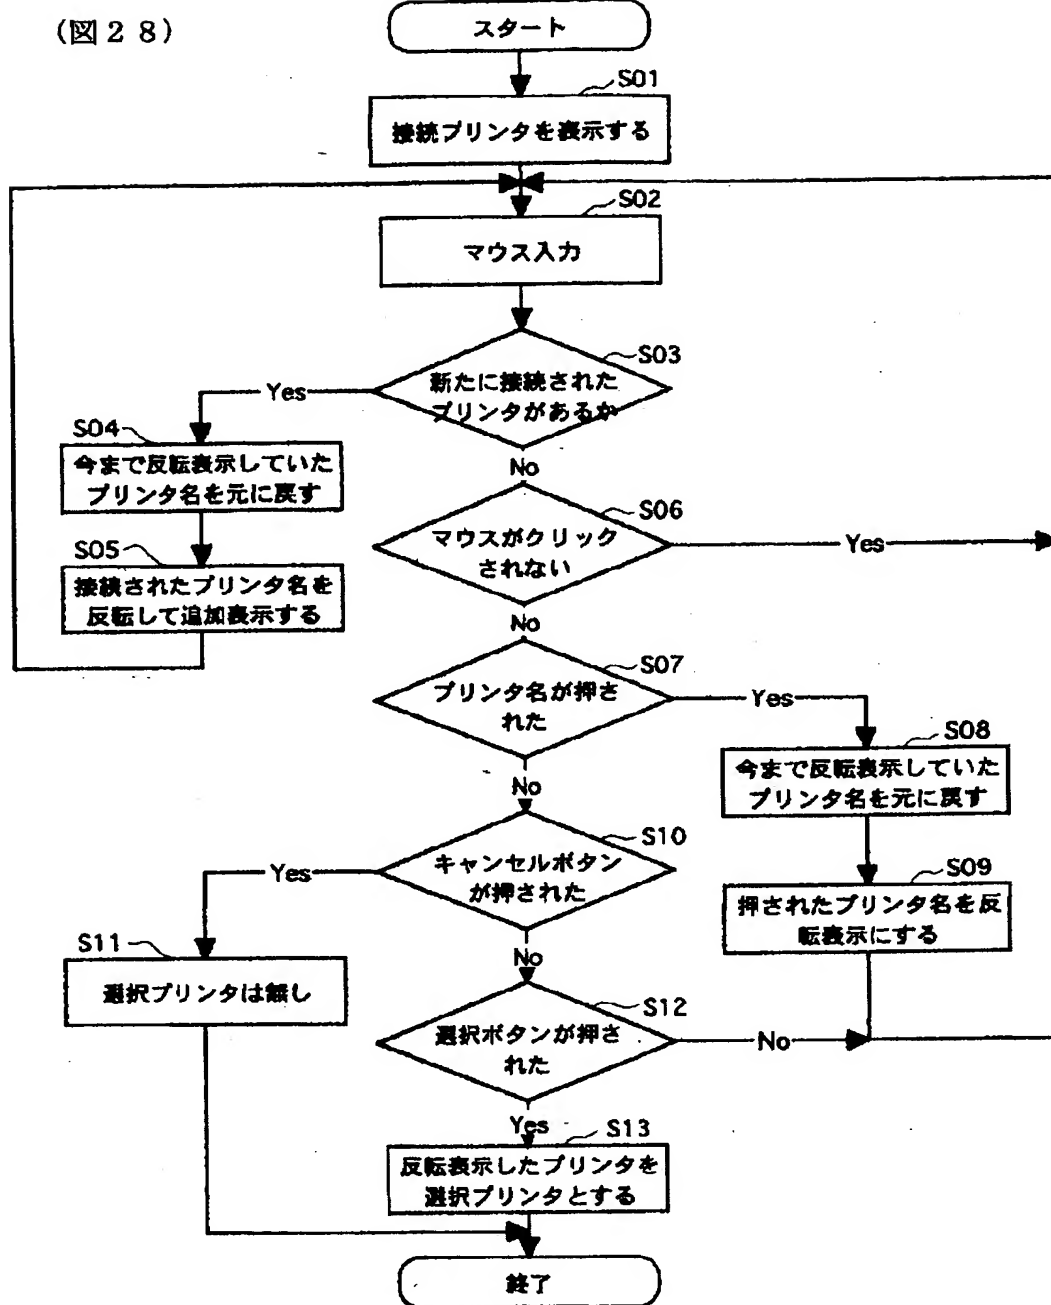 (図２８)
スタート
S01
接続プリンタを表示する
S02
マウス入力
S03
新たに接続された
プリンタがあるか
Yes
No
S04
今まで反転表示していた
プリンタ名を元に戻す
S05
接続されたプリンタ名を
反転して追加表示する
S06
マウスがクリック
されない
Yes
No
S07
プリンタ名が押さ
れた
Yes
No
S08
今まで反転表示していた
プリンタ名を元に戻す
S09
押されたプリンタ名を反
転表示にする
S10
キャンセルボタン
が押された
Yes
No
S11
選択プリンタは無し
S12
選択ボタンが押さ
れた
No
Yes
S13
反転表示したプリンタを
選択プリンタとする
終了